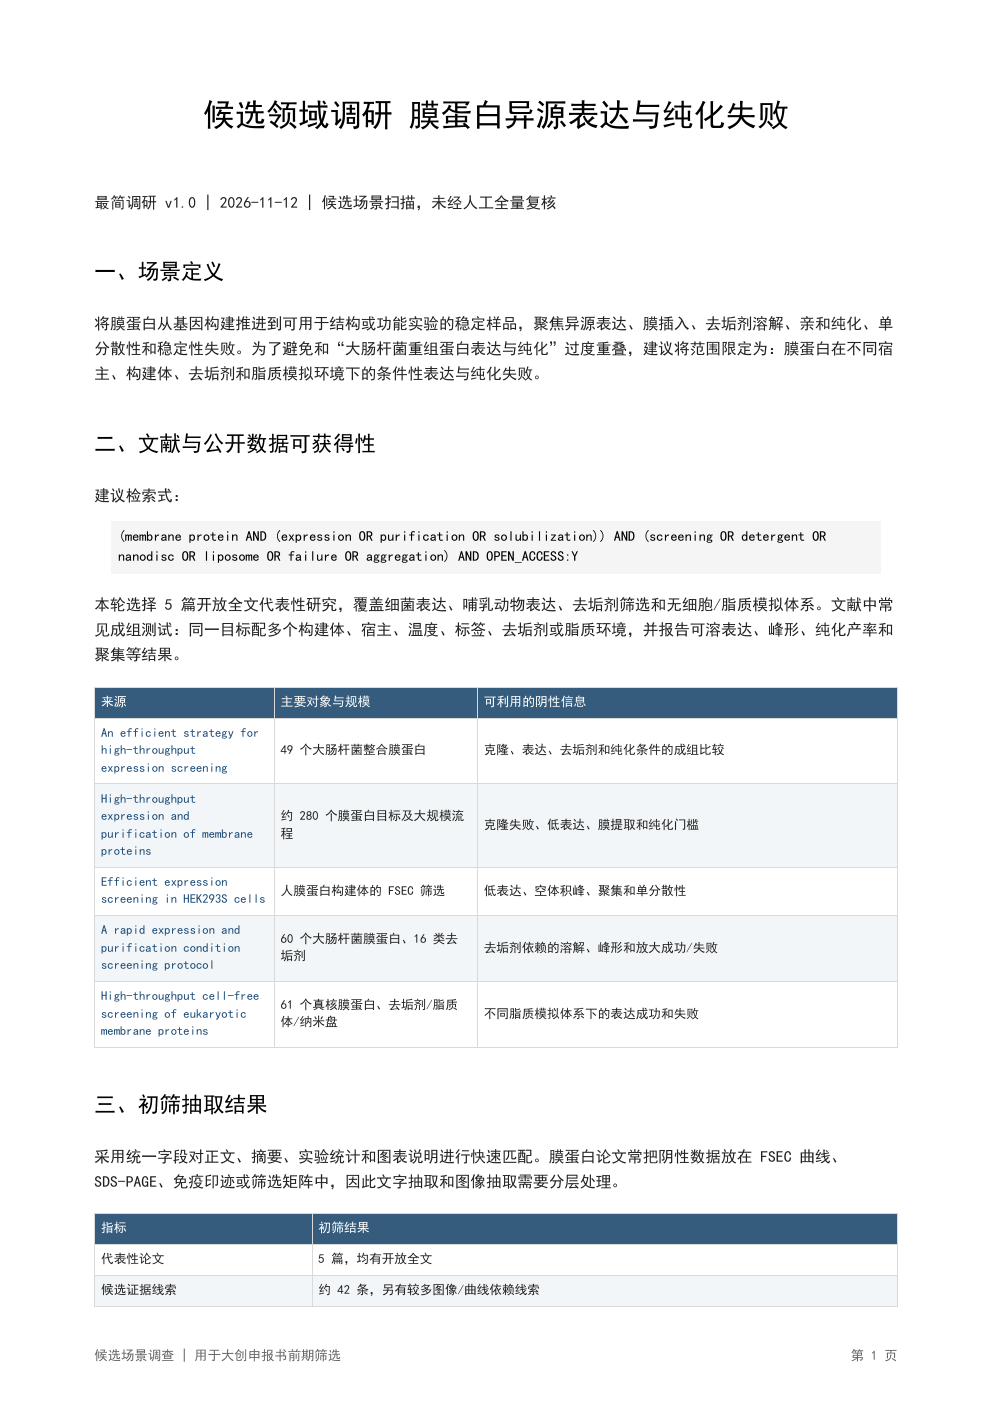 候选领域调研 膜蛋白异源表达与纯化失败
最简调研 v1.0 | 2026-11-12 | 候选场景扫描，未经人工全量复核
一、场景定义
将膜蛋白从基因构建推进到可用于结构或功能实验的稳定样品，聚焦异源表达、膜插入、去垢剂溶解、亲和纯化、单
分散性和稳定性失败。为了避免和“大肠杆菌重组蛋白表达与纯化”过度重叠，建议将范围限定为：膜蛋白在不同宿
主、构建体、去垢剂和脂质模拟环境下的条件性表达与纯化失败。
二、文献与公开数据可获得性
建议检索式：
(membrane protein AND (expression OR purification OR solubilization)) AND (screening OR detergent OR
nanodisc OR liposome OR failure OR aggregation) AND OPEN_ACCESS:Y
本轮选择 5 篇开放全文代表性研究，覆盖细菌表达、哺乳动物表达、去垢剂筛选和无细胞/脂质模拟体系。文献中常
见成组测试：同一目标配多个构建体、宿主、温度、标签、去垢剂或脂质环境，并报告可溶表达、峰形、纯化产率和
聚集等结果。
来源
主要对象与规模
可利用的阴性信息
An efficient strategy for
high-throughput
expression screening
49 个大肠杆菌整合膜蛋白
克隆、表达、去垢剂和纯化条件的成组比较
High-throughput
expression and
purification of membrane
proteins
约 280 个膜蛋白目标及大规模流
程
克隆失败、低表达、膜提取和纯化门槛
Efficient expression
screening in HEK293S cells
人膜蛋白构建体的 FSEC 筛选
低表达、空体积峰、聚集和单分散性
A rapid expression and
purification condition
screening protocol
60 个大肠杆菌膜蛋白、16 类去
垢剂
去垢剂依赖的溶解、峰形和放大成功/失败
High-throughput cell-free
screening of eukaryotic
membrane proteins
61 个真核膜蛋白、去垢剂/脂质
体/纳米盘
不同脂质模拟体系下的表达成功和失败
三、初筛抽取结果
采用统一字段对正文、摘要、实验统计和图表说明进行快速匹配。膜蛋白论文常把阴性数据放在 FSEC 曲线、
SDS-PAGE、免疫印迹或筛选矩阵中，因此文字抽取和图像抽取需要分层处理。
指标
初筛结果
代表性论文
5 篇，均有开放全文
候选证据线索
约 42 条，另有较多图像/曲线依赖线索
候选场景调查 | 用于大创申报书前期筛选
第 1 页